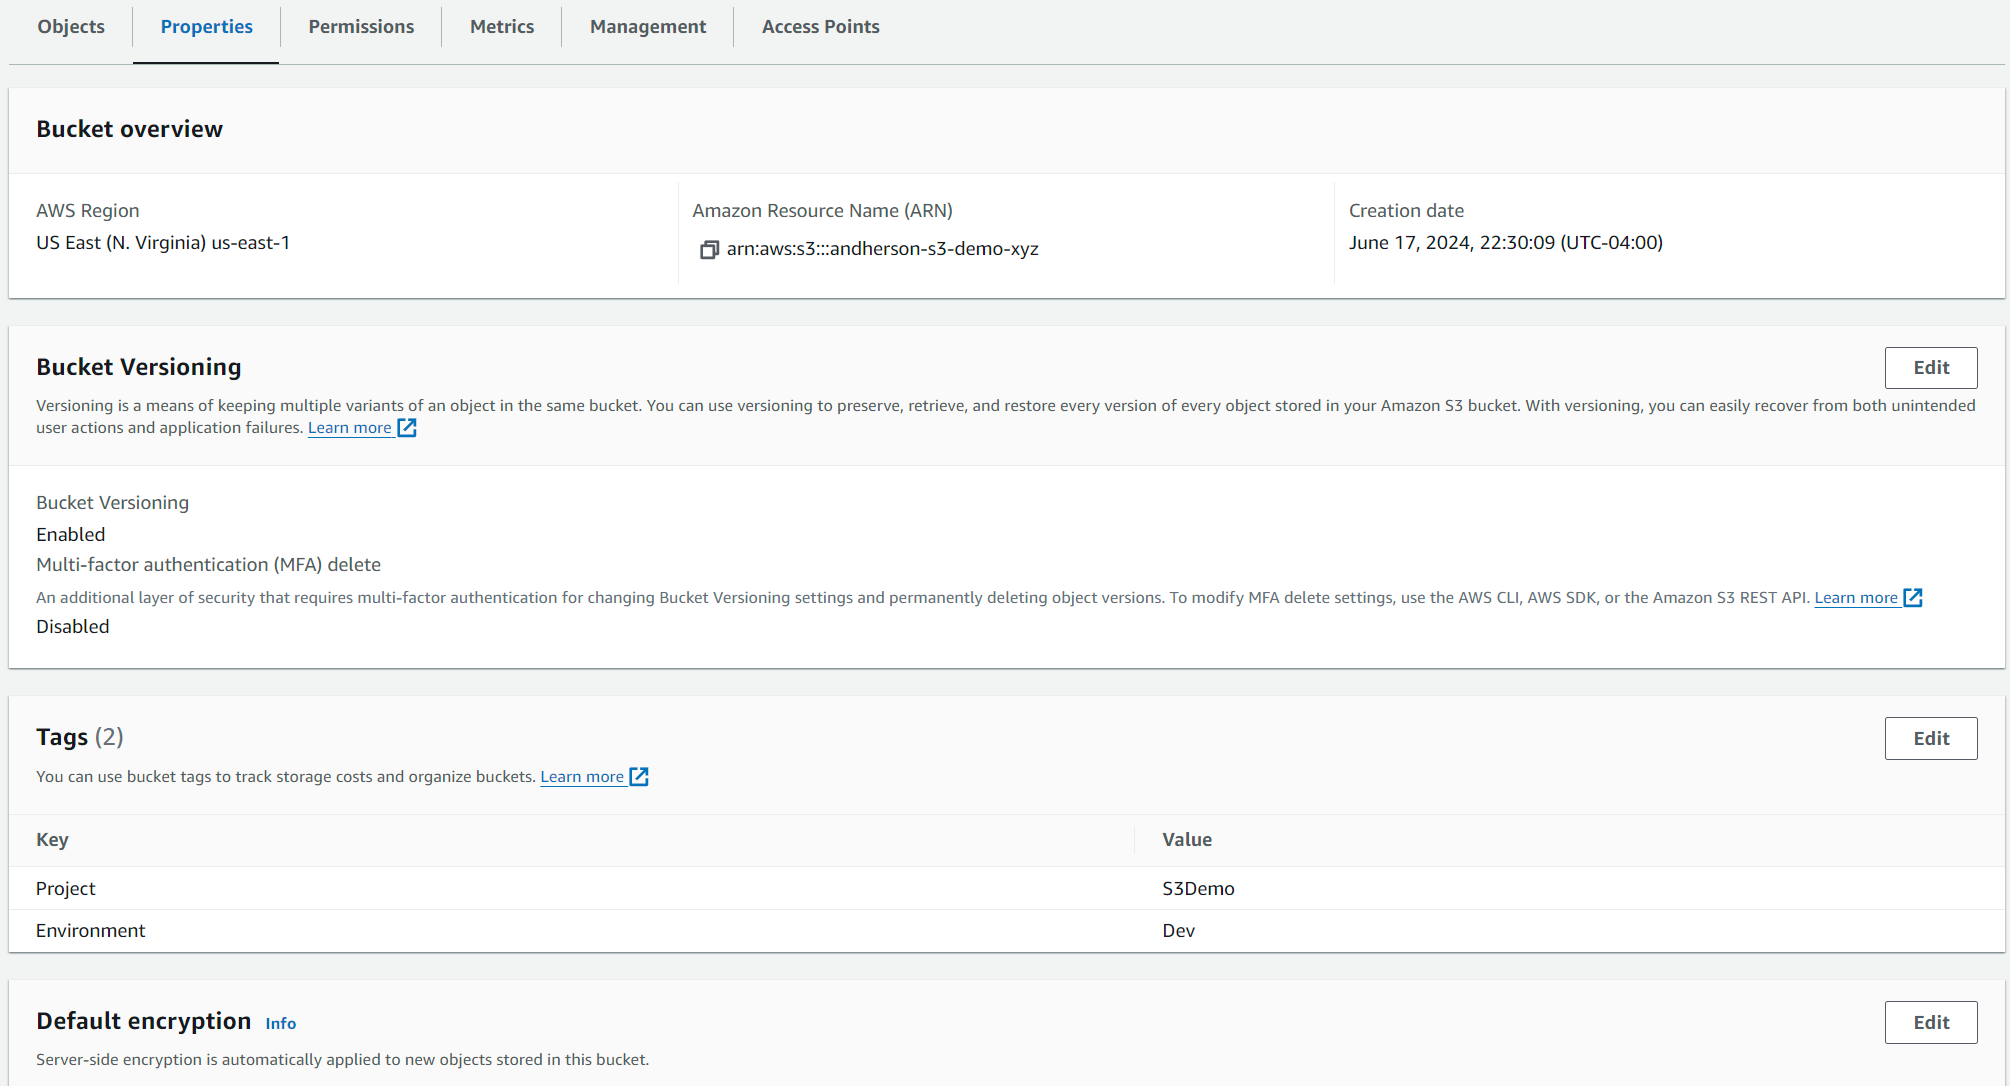 Objects
Properties
Permissions
Metrics
Management
Access Points
Bucket overview
AWS Region
US East (N. Virginia) us-east-1
Amazon Resource Name (ARN)
arn:aws:s3:::andherson-s3-demo-xyz
Creation date
June 17, 2024, 22:30:09 (UTC-04:00)
Bucket Versioning
Edit
Versioning is a means of keeping multiple variants of an object in the same bucket. You can use versioning to preserve, retrieve, and restore every version of every object stored in your Amazon S3 bucket. With versioning, you can easily recover from both unintended
user actions and application failures. Learn more
Bucket Versioning
Enabled
Multi-factor authentication (MFA) delete
An additional layer of security that requires multi-factor authentication for changing Bucket Versioning settings and permanently deleting object versions. To modify MFA delete settings, use the AWS CLI, AWS SDK, or the Amazon S3 REST API. Learn more
Disabled
Tags (2)
Edit
You can use bucket tags to track storage costs and organize buckets. Learn more
Key
Value
Project
S3Demo
Environment
Dev
Default encryption Info
Edit
Server-side encryption is automatically applied to new objects stored in this bucket.